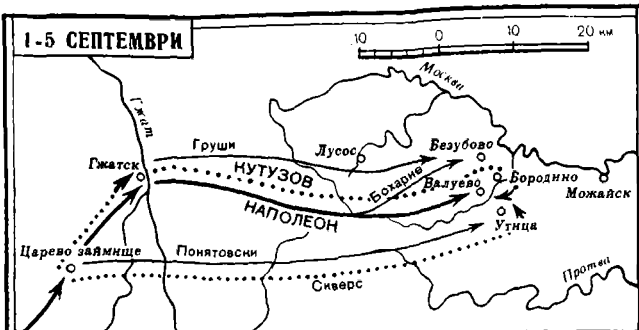 1-5 СЕПТЕМВРИ
10 0 10 20 км
Москва
Гжат
Груши
Лусос
Безубово
Гжатск
КУТУЗОВ
Бохарне
Валуево
Бородино
Можайск
НАПОЛЕОН
Утица
Царево займище
Понятовски
Сиверс
Протва